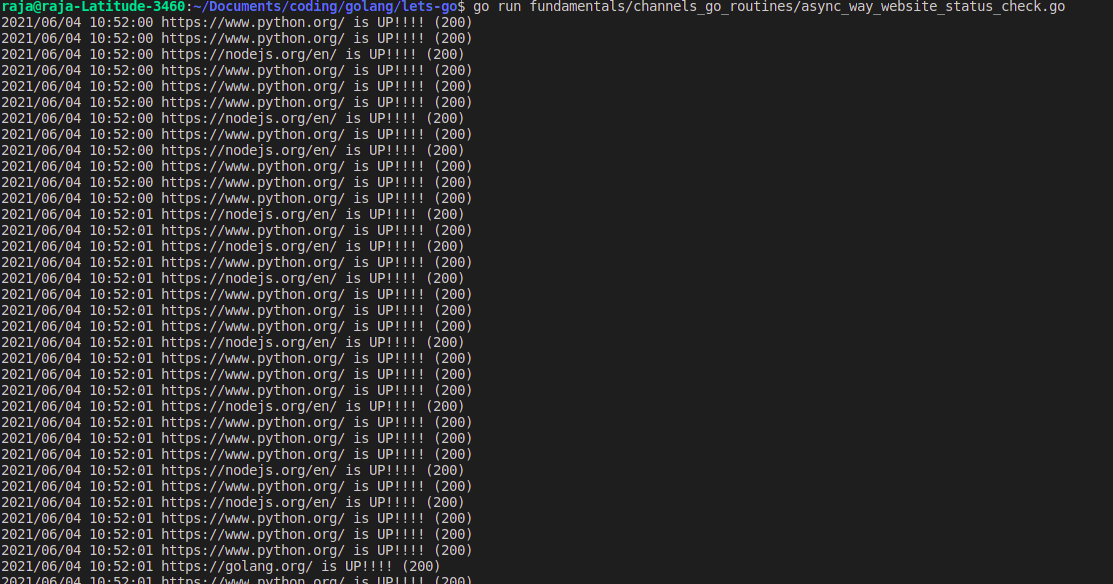 raja@raja-Latitude-3460:~/Documents/coding/golang/lets-go$ go run fundamentals/channels_go_routines/async_way_website_status_check.go
2021/06/04 10:52:00 https://www.python.org/ is UP!!!! (200)
2021/06/04 10:52:00 https://www.python.org/ is UP!!!! (200)
2021/06/04 10:52:00 https://nodejs.org/en/ is UP!!!! (200)
2021/06/04 10:52:00 https://www.python.org/ is UP!!!! (200)
2021/06/04 10:52:00 https://www.python.org/ is UP!!!! (200)
2021/06/04 10:52:00 https://www.python.org/ is UP!!!! (200)
2021/06/04 10:52:00 https://nodejs.org/en/ is UP!!!! (200)
2021/06/04 10:52:00 https://www.python.org/ is UP!!!! (200)
2021/06/04 10:52:00 https://nodejs.org/en/ is UP!!!! (200)
2021/06/04 10:52:00 https://www.python.org/ is UP!!!! (200)
2021/06/04 10:52:00 https://www.python.org/ is UP!!!! (200)
2021/06/04 10:52:00 https://www.python.org/ is UP!!!! (200)
2021/06/04 10:52:01 https://nodejs.org/en/ is UP!!!! (200)
2021/06/04 10:52:01 https://www.python.org/ is UP!!!! (200)
2021/06/04 10:52:01 https://nodejs.org/en/ is UP!!!! (200)
2021/06/04 10:52:01 https://www.python.org/ is UP!!!! (200)
2021/06/04 10:52:01 https://nodejs.org/en/ is UP!!!! (200)
2021/06/04 10:52:01 https://www.python.org/ is UP!!!! (200)
2021/06/04 10:52:01 https://www.python.org/ is UP!!!! (200)
2021/06/04 10:52:01 https://www.python.org/ is UP!!!! (200)
2021/06/04 10:52:01 https://nodejs.org/en/ is UP!!!! (200)
2021/06/04 10:52:01 https://www.python.org/ is UP!!!! (200)
2021/06/04 10:52:01 https://www.python.org/ is UP!!!! (200)
2021/06/04 10:52:01 https://www.python.org/ is UP!!!! (200)
2021/06/04 10:52:01 https://nodejs.org/en/ is UP!!!! (200)
2021/06/04 10:52:01 https://www.python.org/ is UP!!!! (200)
2021/06/04 10:52:01 https://www.python.org/ is UP!!!! (200)
2021/06/04 10:52:01 https://www.python.org/ is UP!!!! (200)
2021/06/04 10:52:01 https://nodejs.org/en/ is UP!!!! (200)
2021/06/04 10:52:01 https://www.python.org/ is UP!!!! (200)
2021/06/04 10:52:01 https://nodejs.org/en/ is UP!!!! (200)
2021/06/04 10:52:01 https://www.python.org/ is UP!!!! (200)
2021/06/04 10:52:01 https://www.python.org/ is UP!!!! (200)
2021/06/04 10:52:01 https://www.python.org/ is UP!!!! (200)
2021/06/04 10:52:01 https://golang.org/ is UP!!!! (200)
2021/06/04 10:52:01 https://www.python.org/ is UP!!!! (200)